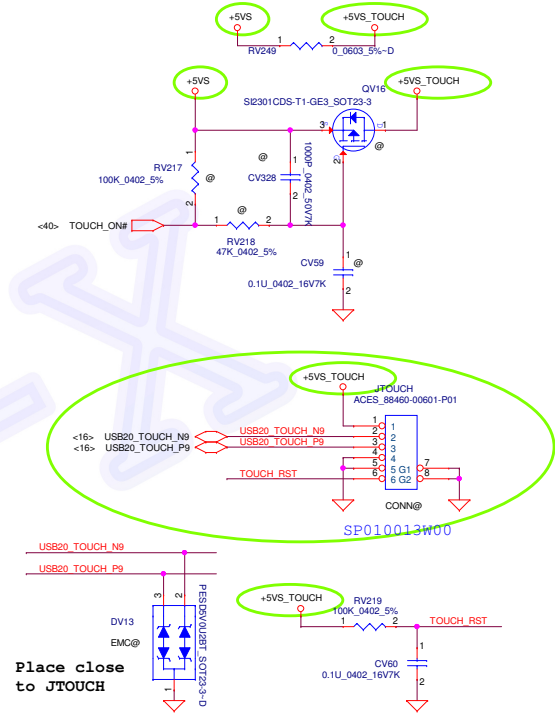 +5VS
+5VS_TOUCH
1
2
RV249
0_0603_5%~D
+5VS
+5VS_TOUCH
QV16
SI2301CDS-T1-GE3_SOT23-3
3
S
D
1
G
2
@
1
RV217
100K_0402_5%
@
2
@
1
CV328
2
1000P_0402_50V7K
<40> TOUCH_ON#
@
1
2
RV218
47K_0402_5%
CV59
1
@
2
0.1U_0402_16V7K
+5VS_TOUCH
JTOUCH
ACES_88460-00601-P01
<16> USB20_TOUCH_N9
<16> USB20_TOUCH_P9
USB20_TOUCH_N9
USB20_TOUCH_P9
TOUCH_RST
1 1
2 2
3 3
4 4
5 5 G1 7
6 6 G2 8
CONN@
SP010013W00
USB20_TOUCH_N9
USB20_TOUCH_P9
3
2
DV13
EMC@
1
PESD5V0U2BT_SOT23-3~D
Place close
to JTOUCH
+5VS_TOUCH
RV219
100K_0402_5%
1
2
TOUCH_RST
1
CV60
0.1U_0402_16V7K
2